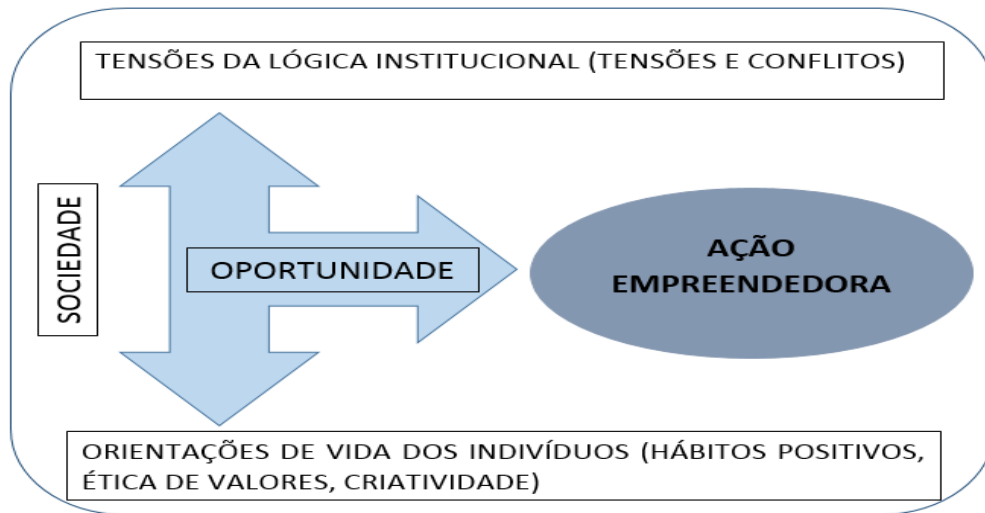 TENSÕES DA LÓGICA INSTITUCIONAL (TENSÕES E CONFLITOS)
SOCIEDADE
OPORTUNIDADE
AÇÃO
EMPREENDEDORA
ORIENTAÇÕES DE VIDA DOS INDIVÍDUOS (HÁBITOS POSITIVOS,
ÉTICA DE VALORES, CRIATIVIDADE)